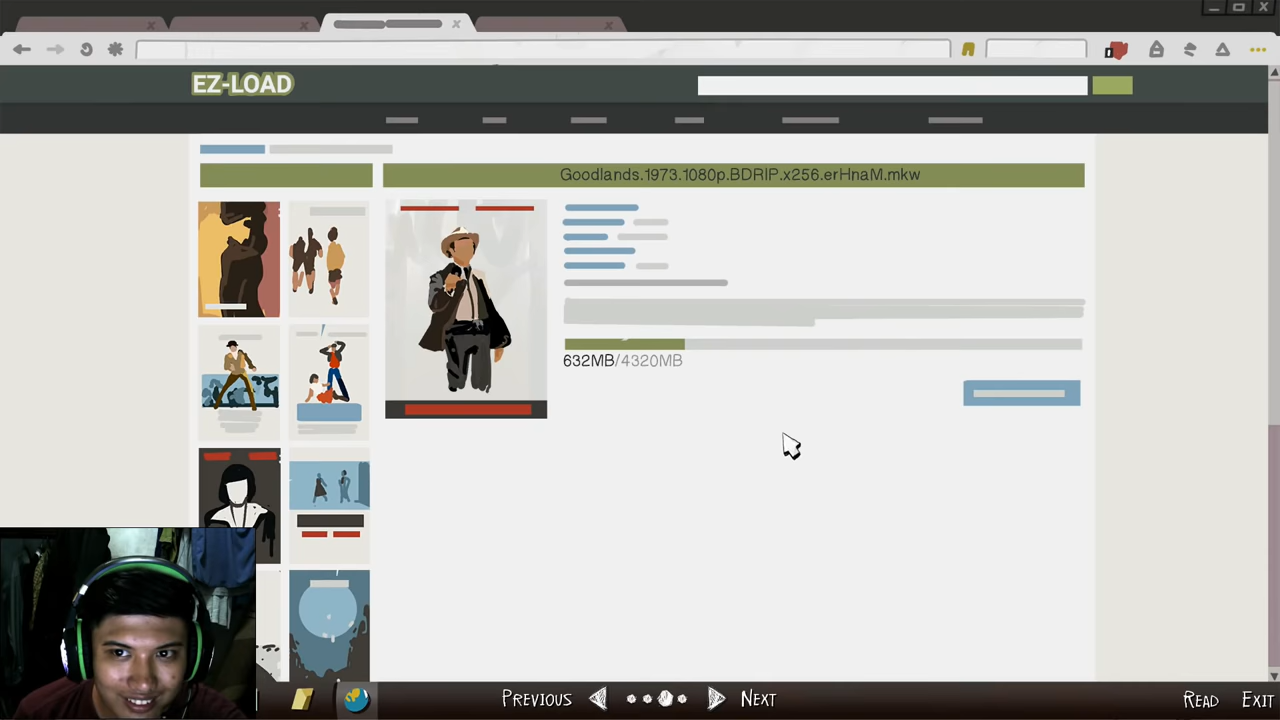 EZ-LOAD
Goodlands.1973.1080p.BDRIP.x256.erHnaM.mkw
632MB/4320MB
PREVIOUS
NEXT
READ
EXIT